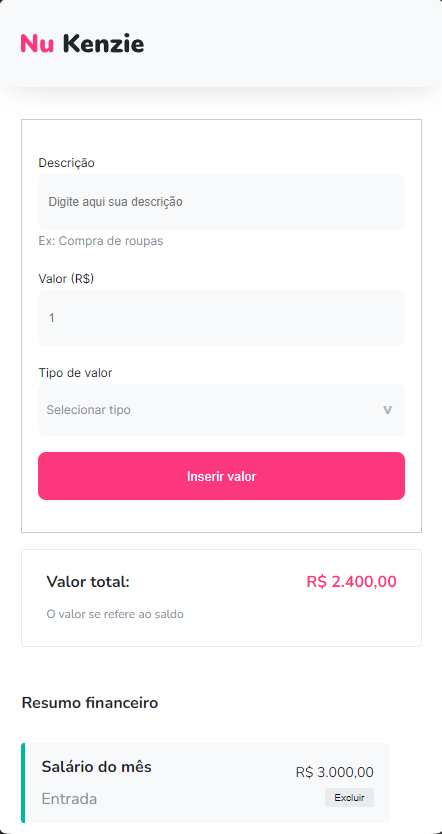 Nu Kenzie
Descrição
Digite aqui sua descrição
Ex: Compra de roupas
Valor (R$)
1
Tipo de valor
Selecionar tipo v
Inserir valor
Valor total: R$ 2.400,00
O valor se refere ao saldo
Resumo financeiro
Salário do mês R$ 3.000,00
Entrada Excluir